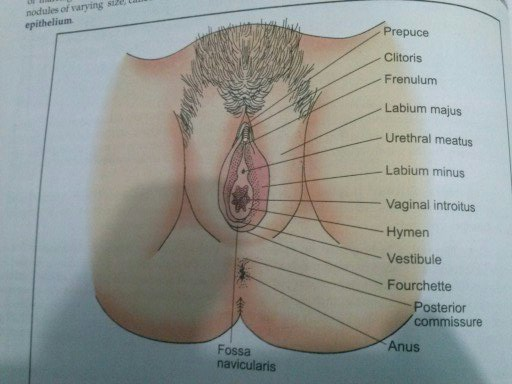 nodules of varying size,
epithelium.
Prepuce
Clitoris
Frenulum
Labium majus
Urethral meatus
Labium minus
Vaginal introitus
Hymen
Vestibule
Fourchette
Posterior
commissure
Anus
Fossa
navicularis